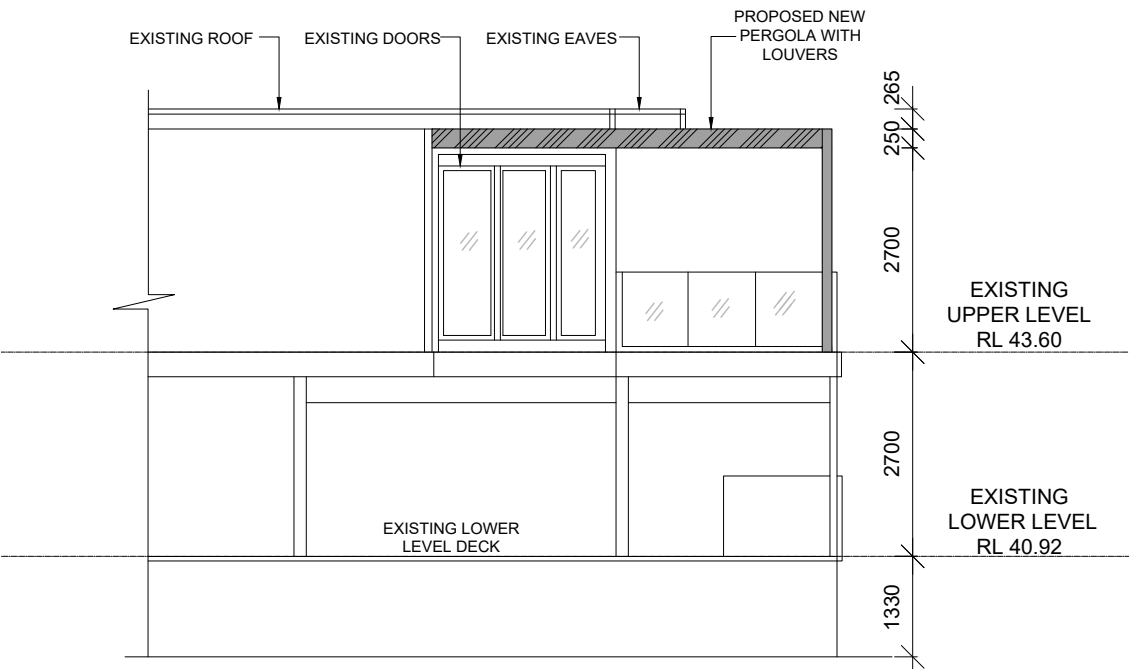 PROPOSED NEW
PERGOLA WITH
LOUVERS
EXISTING ROOF
EXISTING DOORS
EXISTING EAVES
265
250
2700
EXISTING
UPPER LEVEL
RL 43.60
2700
EXISTING
LOWER LEVEL
RL 40.92
EXISTING LOWER
LEVEL DECK
1330